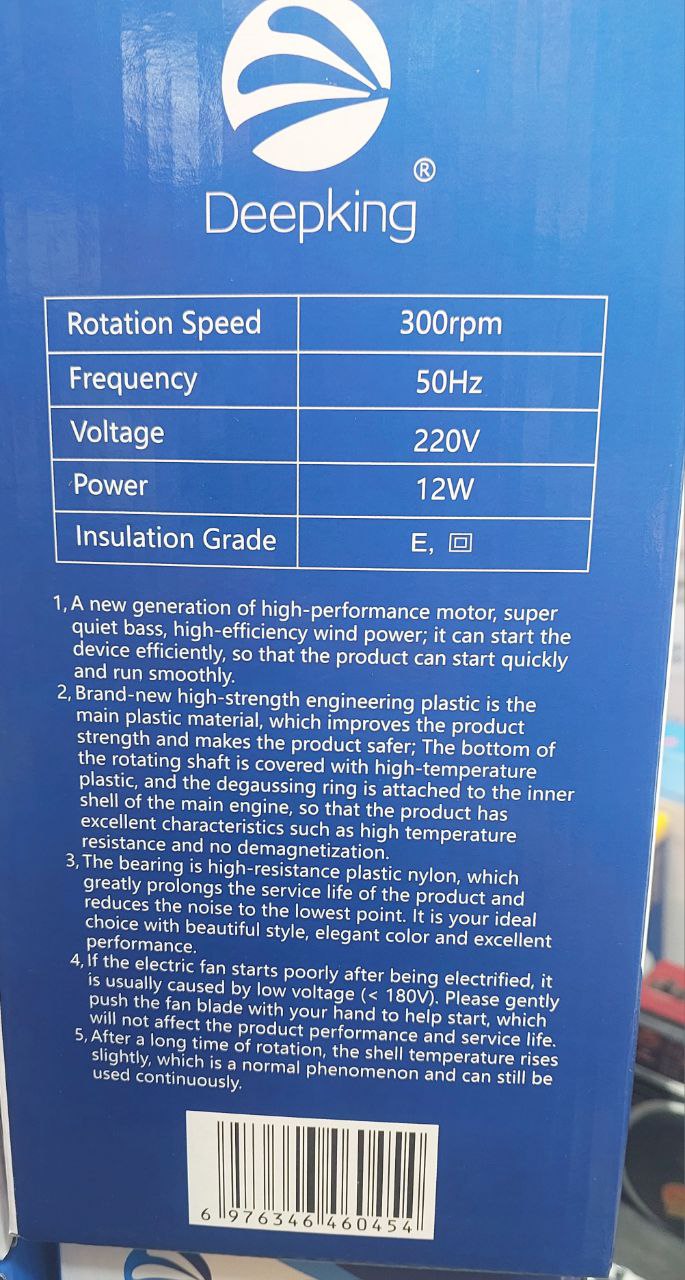 ®
Deepking
Rotation Speed 300rpm
Frequency 50Hz
Voltage 220V
Power 12W
Insulation Grade E,
1, A new generation of high-performance motor, super
quiet bass, high-efficiency wind power; it can start the
device efficiently, so that the product can start quickly
and run smoothly.
2, Brand-new high-strength engineering plastic is the
main plastic material, which improves the product
strength and makes the product safer; The bottom of
the rotating shaft is covered with high-temperature
plastic, and the degaussing ring is attached to the inner
shell of the main engine, so that the product has
excellent characteristics such as high temperature
resistance and no demagnetization.
3, The bearing is high-resistance plastic nylon, which
greatly prolongs the service life of the product and
reduces the noise to the lowest point. It is your ideal
choice with beautiful style, elegant color and excellent
performance.
4, If the electric fan starts poorly after being electrified, it
is usually caused by low voltage (< 180V). Please gently
push the fan blade with your hand to help start, which
will not affect the product performance and service life.
5, After a long time of rotation, the shell temperature rises
slightly, which is a normal phenomenon and can still be
used continuously.
6 976346 460454